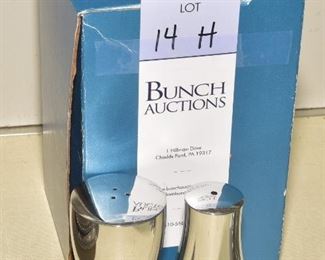 LOT
14 H
BUNCH
AUCTIONS
1 Hillman Drive
Chadds Ford, PA 19317